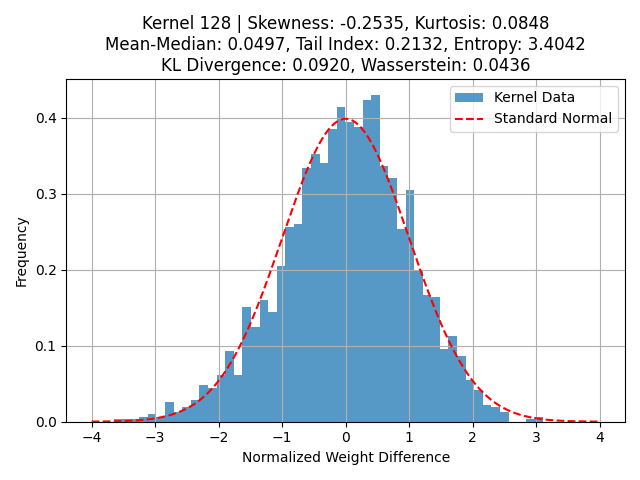 Kernel 128 | Skewness: -0.2535, Kurtosis: 0.0848
Mean-Median: 0.0497, Tail Index: 0.2132, Entropy: 3.4042
KL Divergence: 0.0920, Wasserstein: 0.0436
Kernel Data
Standard Normal
0.4
0.3
0.2
0.1
0.0
Frequency
−4 −3 −2 −1 0 1 2 3 4
Normalized Weight Difference